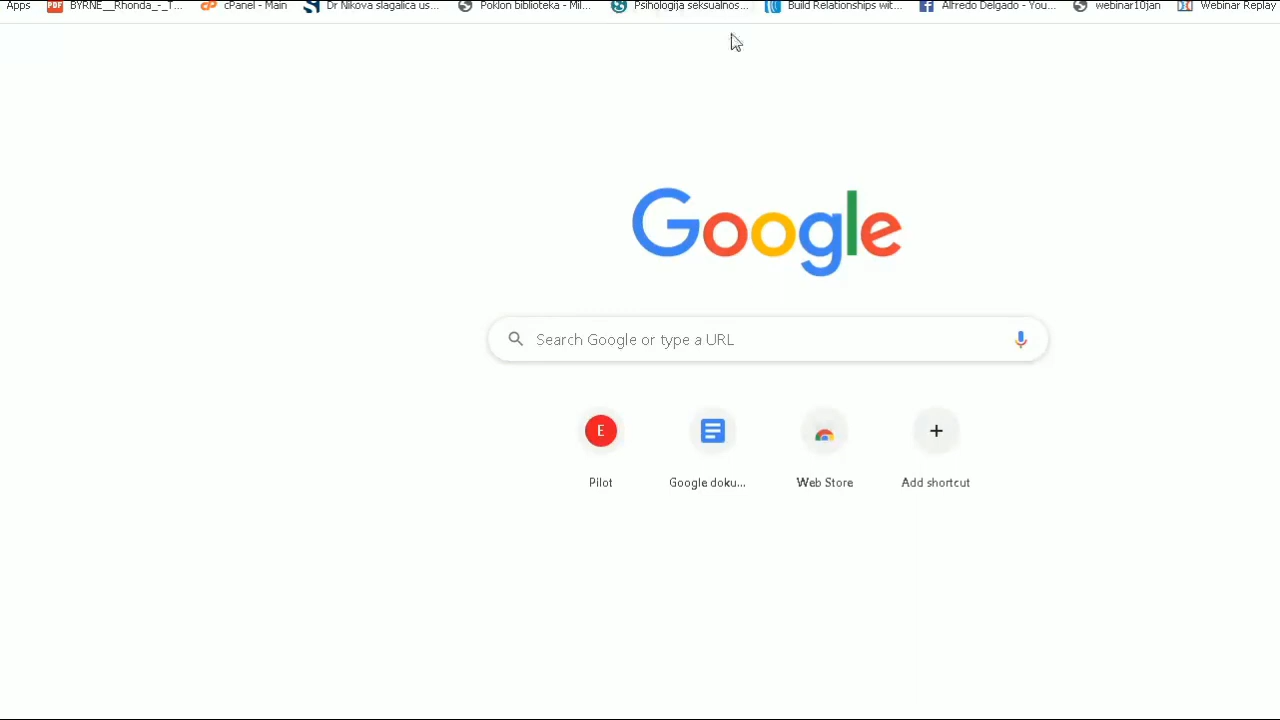 Apps BYRNE__Rhonda_-_T... cPanel - Main Dr Nikova slagalica us... Poklon biblioteka - Mil... Psihologija seksualnos... Build Relationships wit... Alfredo Delgado - You... webinar10jan Webinar Replay
Google
Search Google or type a URL
E
Pilot Google doku... Web Store Add shortcut